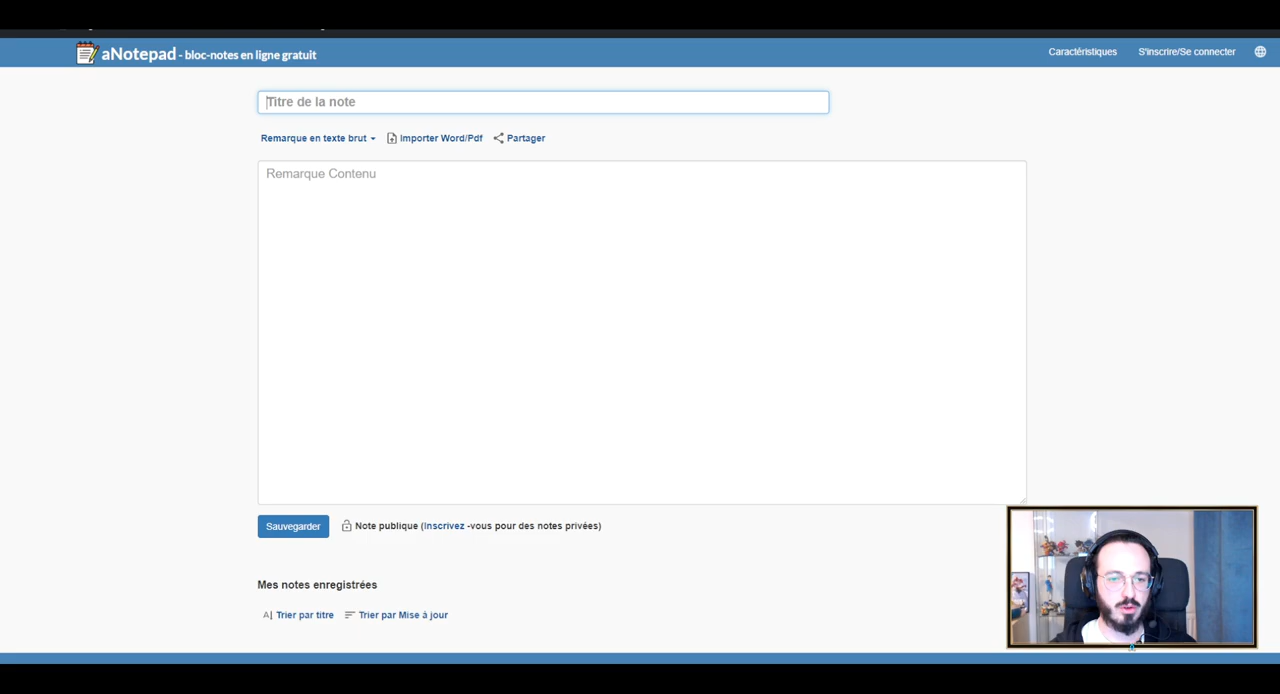 aNotepad - bloc-notes en ligne gratuit
Caractéristiques
S'inscrire/Se connecter
Titre de la note
Remarque en texte brut
Importer Word/Pdf
Partager
Remarque Contenu
Sauvegarder
Note publique (Inscrivez -vous pour des notes privées)
Mes notes enregistrées
A| Trier par titre
Trier par Mise à jour